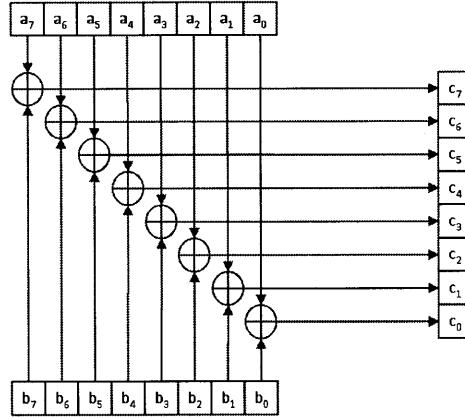 a₇ a₆ a₅ a₄ a₃ a₂ a₁ a₀
c₇
c₆
c₅
c₄
c₃
c₂
c₁
c₀
b₇ b₆ b₅ b₄ b₃ b₂ b₁ b₀